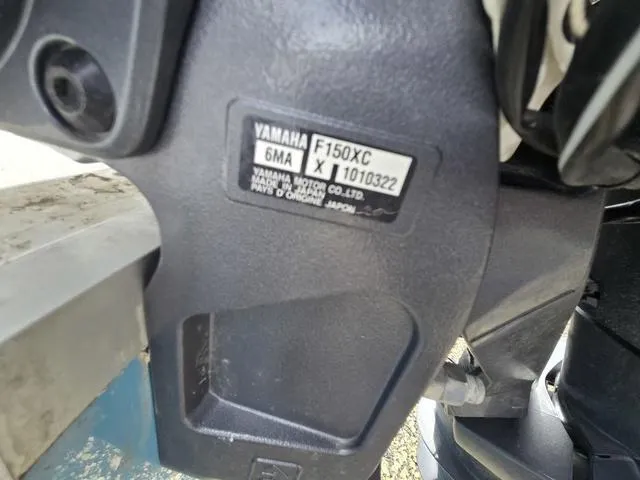 YAMAHA F150XC
6MA X 1010322
YAMAHA MOTOR CO., LTD.
MADE IN JAPAN
PAYS D'ORIGINE JAPON